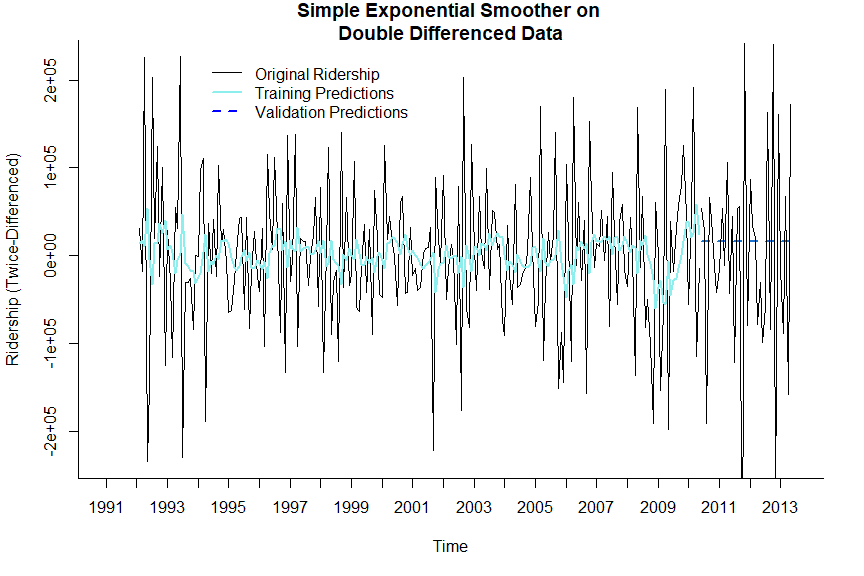 Simple Exponential Smoother on
Double Differenced Data
Original Ridership
Training Predictions
Validation Predictions
Ridership (Twice-Differenced)
2e+05
1e+05
0e+00
-1e+05
-2e+05
1991 1993 1995 1997 1999 2001 2003 2005 2007 2009 2011 2013
Time